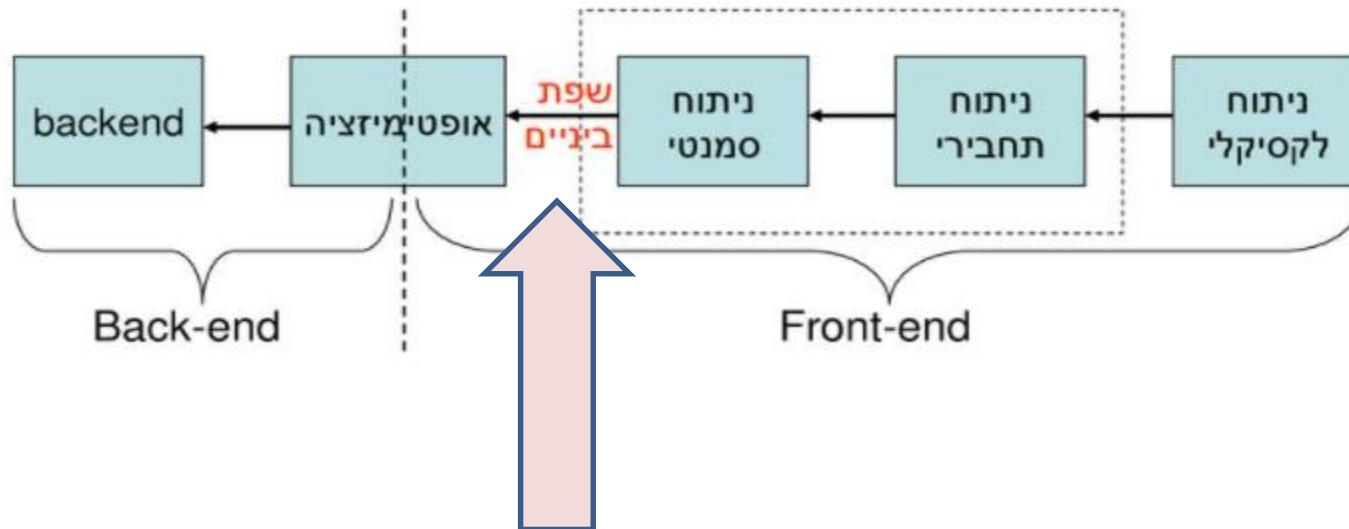 ניתוח
לקסיקלי
ניתוח
תחבירי
ניתוח
סמנטי
שפת
ביניים
אופטימיזציה
backend
Front-end
Back-end